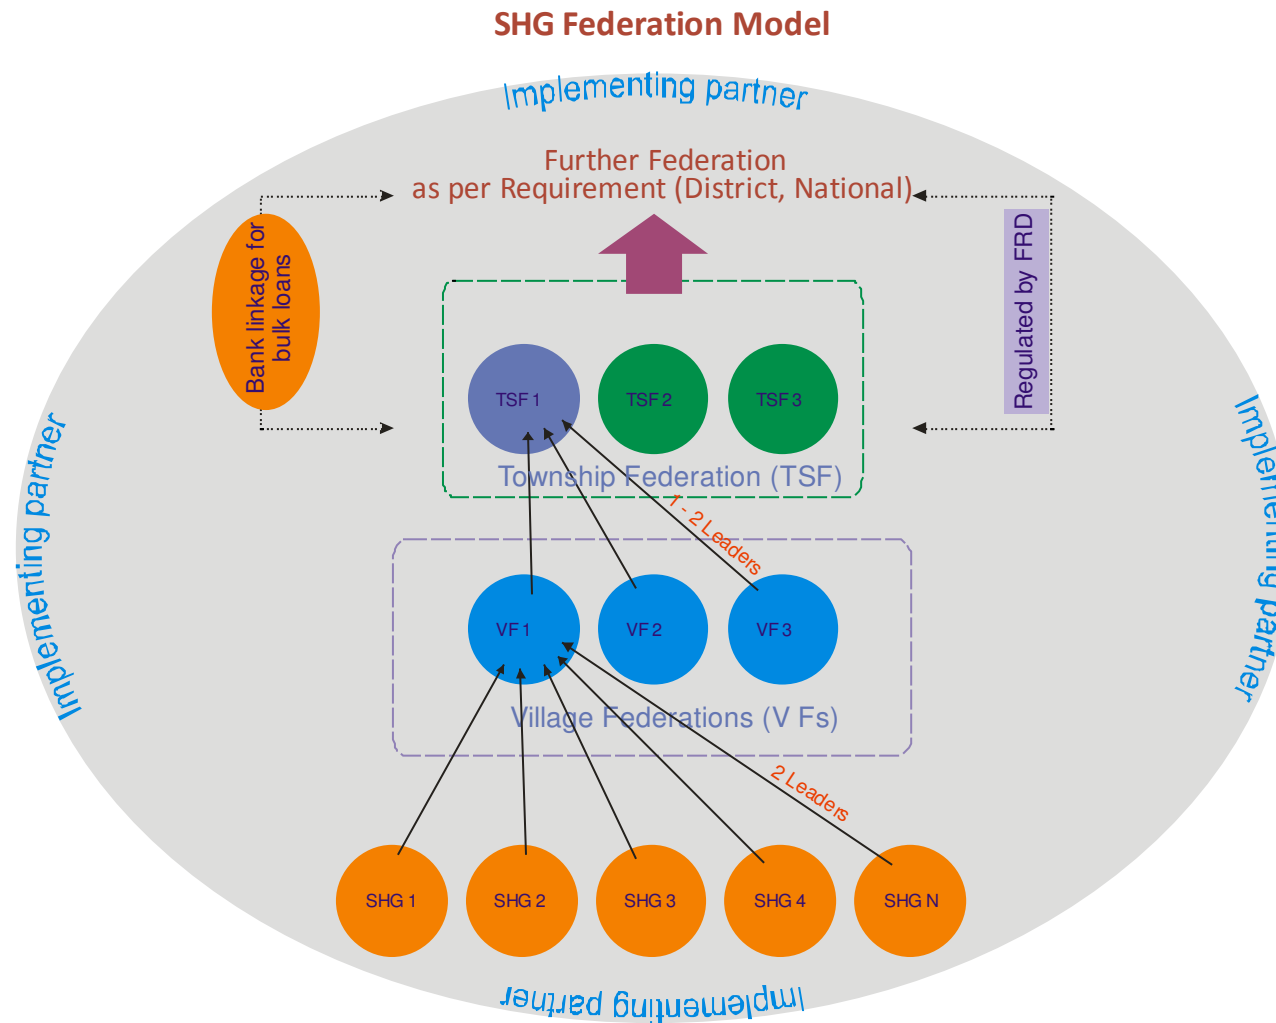 SHG Federation Model
Implementing partner
Further Federation
as per Requirement (District, National)
Bank linkage for
bulk loans
Regulated by FRD
TSF 1
TSF 2
TSF 3
Township Federation (TSF)
1 - 2 Leaders
Implementing partner
Implementing partner
VF 1
VF 2
VF 3
Village Federations (V Fs)
2 Leaders
SHG 1
SHG 2
SHG 3
SHG 4
SHG N
Implementing partner